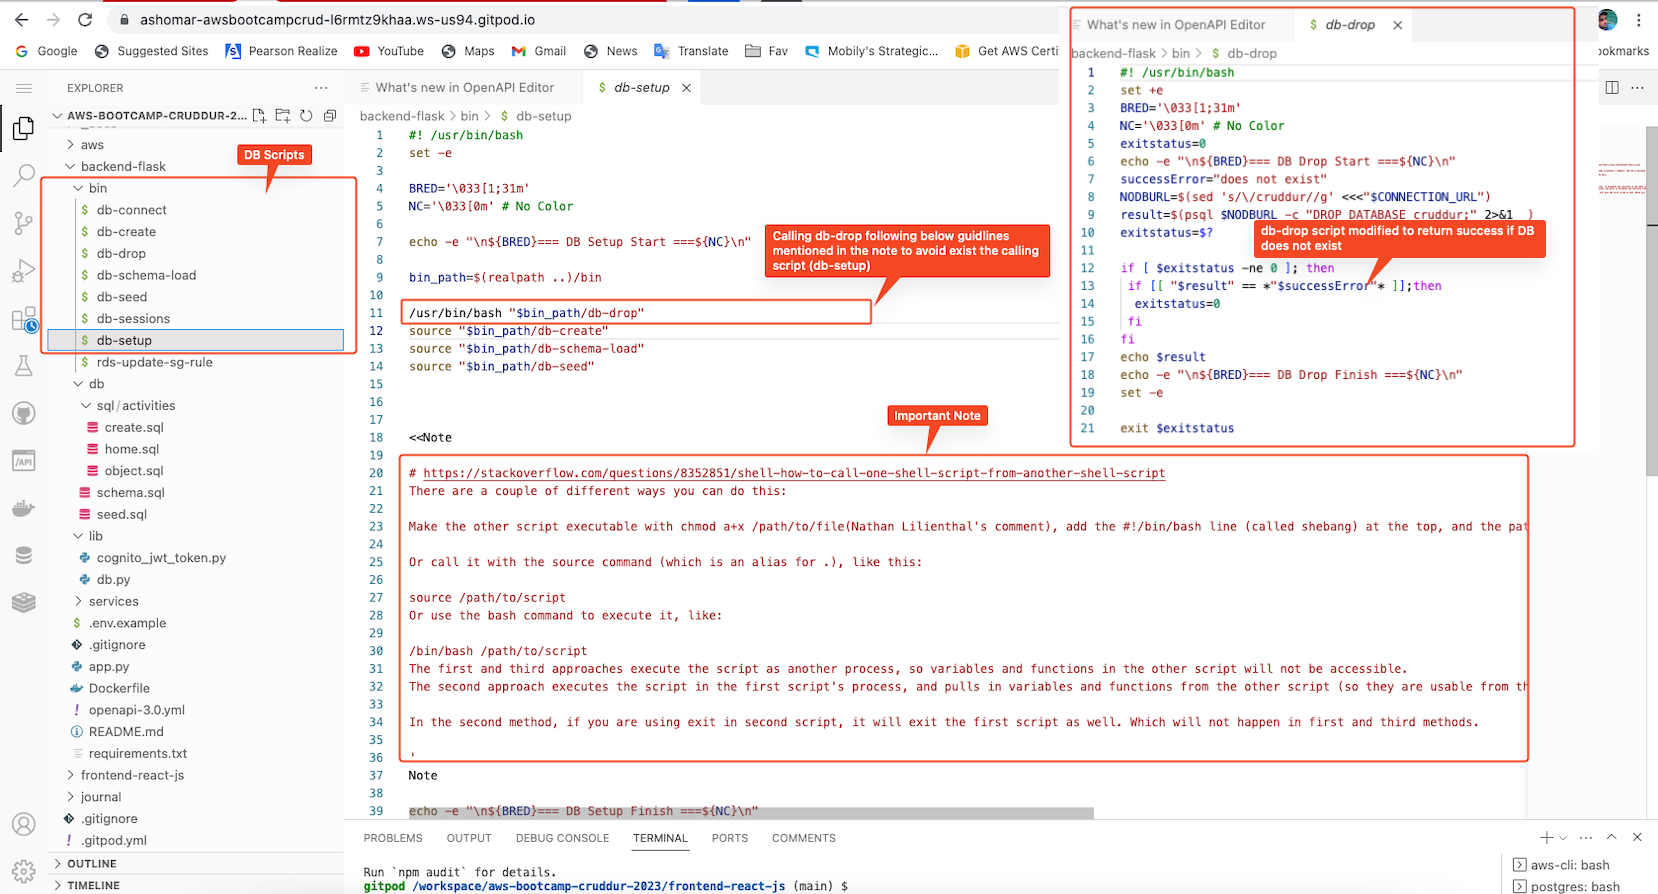 ashomar-awsbootcampcrud-l6rmtz9khaa.ws-us94.gitpod.io
Google
Suggested Sites
Pearson Realize
YouTube
Maps
Gmail
News
Translate
Fav
Mobily's Strategic...
Get AWS Certi
ookmarks
EXPLORER
AWS-BOOTCAMP-CRUDDUR-2...
aws
backend-flask
bin
db-connect
db-create
db-drop
db-schema-load
db-seed
db-sessions
db-setup
rds-update-sg-rule
db
sql/activities
create.sql
home.sql
object.sql
schema.sql
seed.sql
lib
cognito_jwt_token.py
db.py
services
.env.example
.gitignore
app.py
Dockerfile
openapi-3.0.yml
README.md
requirements.txt
frontend-react-js
journal
.gitignore
.gitpod.yml
OUTLINE
TIMELINE
DB Scripts
What's new in OpenAPI Editor
$ db-setup
backend-flask > bin > $ db-setup
1 #! /usr/bin/bash
2 set -e
3
4 BRED='\033[1;31m'
5 NC='\033[0m' # No Color
6
7 echo -e "\n${BRED}=== DB Setup Start ===${NC}\n"
8
9 bin_path=$(realpath ..)/bin
10
11 /usr/bin/bash "$bin_path/db-drop"
12 source "$bin_path/db-create"
13 source "$bin_path/db-schema-load"
14 source "$bin_path/db-seed"
15
16
17
18 <<Note
19
20 # https://stackoverflow.com/questions/8352851/shell-how-to-call-one-shell-script-from-another-shell-script
21 There are a couple of different ways you can do this:
22
23 Make the other script executable with chmod a+x /path/to/file(Nathan Lilienthal's comment), add the #!/bin/bash line (called shebang) at the top, and the pat
24
25 Or call it with the source command (which is an alias for .), like this:
26
27 source /path/to/script
28 Or use the bash command to execute it, like:
29
30 /bin/bash /path/to/script
31 The first and third approaches execute the script as another process, so variables and functions in the other script will not be accessible.
32 The second approach executes the script in the first script's process, and pulls in variables and functions from the other script (so they are usable from th
33
34 In the second method, if you are using exit in second script, it will exit the first script as well. Which will not happen in first and third methods.
35
36 '
37 Note
38
39 echo -e "\n${BRED}=== DB Setup Finish ===${NC}\n"
Calling db-drop following below guidlines
mentioned in the note to avoid exist the calling
script (db-setup)
Important Note
What's new in OpenAPI Editor
$ db-drop
backend-flask > bin > $ db-drop
1 #! /usr/bin/bash
2 set +e
3 BRED='\033[1;31m'
4 NC='\033[0m' # No Color
5 exitstatus=0
6 echo -e "\n${BRED}=== DB Drop Start ===${NC}\n"
7 successError="does not exist"
8 NODBURL=$(sed 's/\/cruddur//g' <<<"$CONNECTION_URL")
9 result=$(psql $NODBURL -c "DROP DATABASE cruddur;" 2>&1 )
10 exitstatus=$?
11
12 if [ $exitstatus -ne 0 ]; then
13 if [[ "$result" == *"$successError"* ]];then
14 exitstatus=0
15 fi
16 fi
17 echo $result
18 echo -e "\n${BRED}=== DB Drop Finish ===${NC}\n"
19 set -e
20
21 exit $exitstatus
db-drop script modified to return success if DB
does not exist
PROBLEMS
OUTPUT
DEBUG CONSOLE
TERMINAL
PORTS
COMMENTS
Run `npm audit` for details.
gitpod /workspace/aws-bootcamp-cruddur-2023/frontend-react-js (main) $
aws-cli: bash
postgres: bash